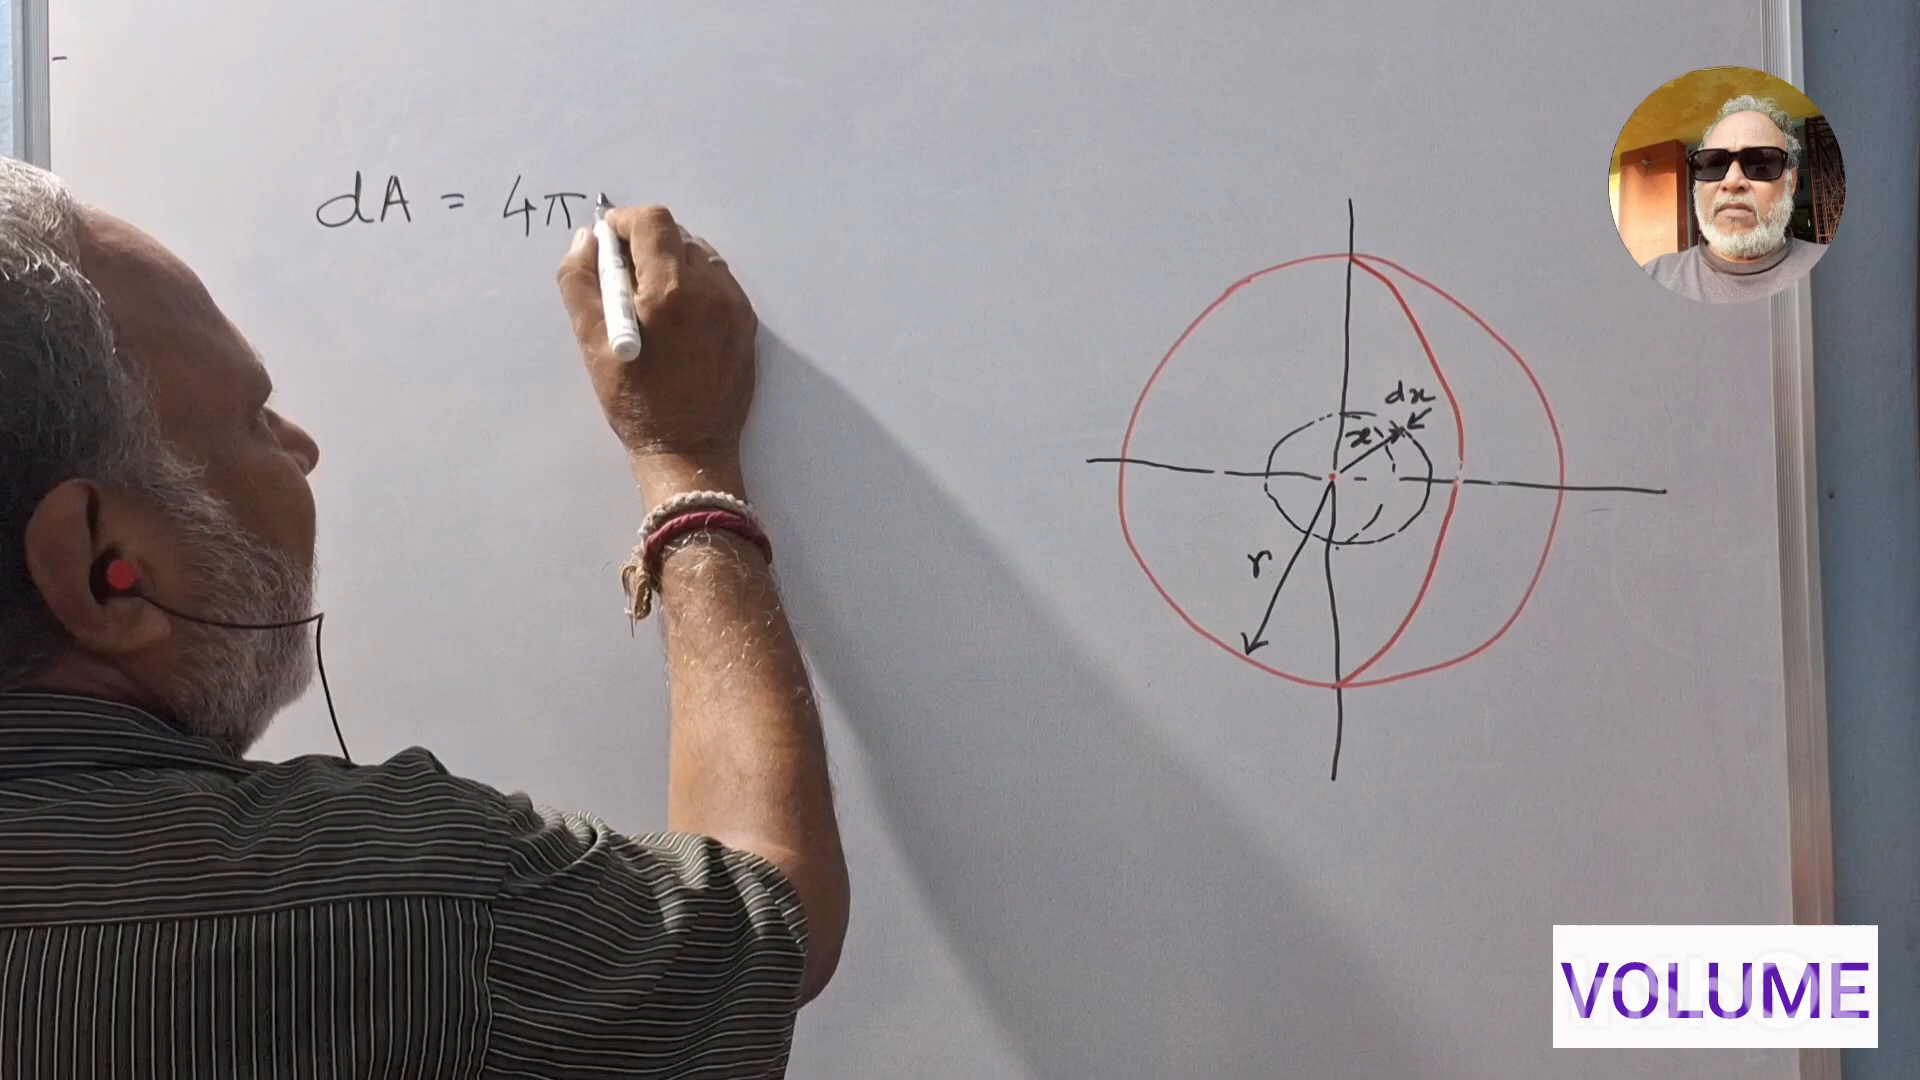 dA = 4π
dx
x
r
VOLUME